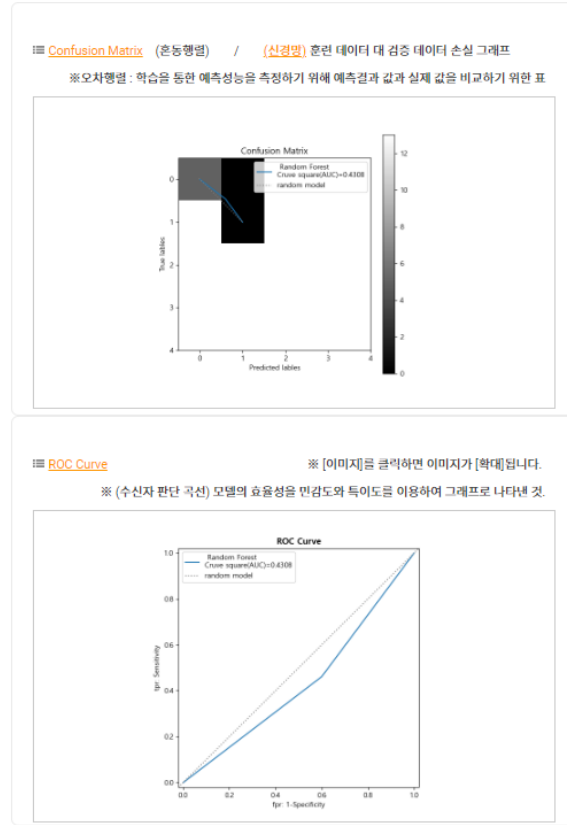 Confusion Matrix (혼동행렬) / (신경망) 훈련 데이터 대 검증 데이터 손실 그래프
※오차행렬 : 학습을 통한 예측성능을 측정하기 위해 예측결과 값과 실제 값을 비교하기 위한 표
Confusion Matrix
Random Forest
Cruve square(AUC)=0.4308
random model
0
1
2
3
4
True lables
0 1 2 3 4
Predicted lables
12
10
8
6
4
2
0
ROC Curve ※ [이미지]를 클릭하면 이미지가 [확대]됩니다.
※ (수신자 판단 곡선) 모델의 효율성을 민감도와 특이도를 이용하여 그래프로 나타낸 것.
ROC Curve
Random Forest
Cruve square(AUC)=0.4308
random model
1.0
0.8
0.6
0.4
0.2
0.0
tpr: Sensitivity
0.0 0.2 0.4 0.6 0.8 1.0
fpr: 1-Specificity